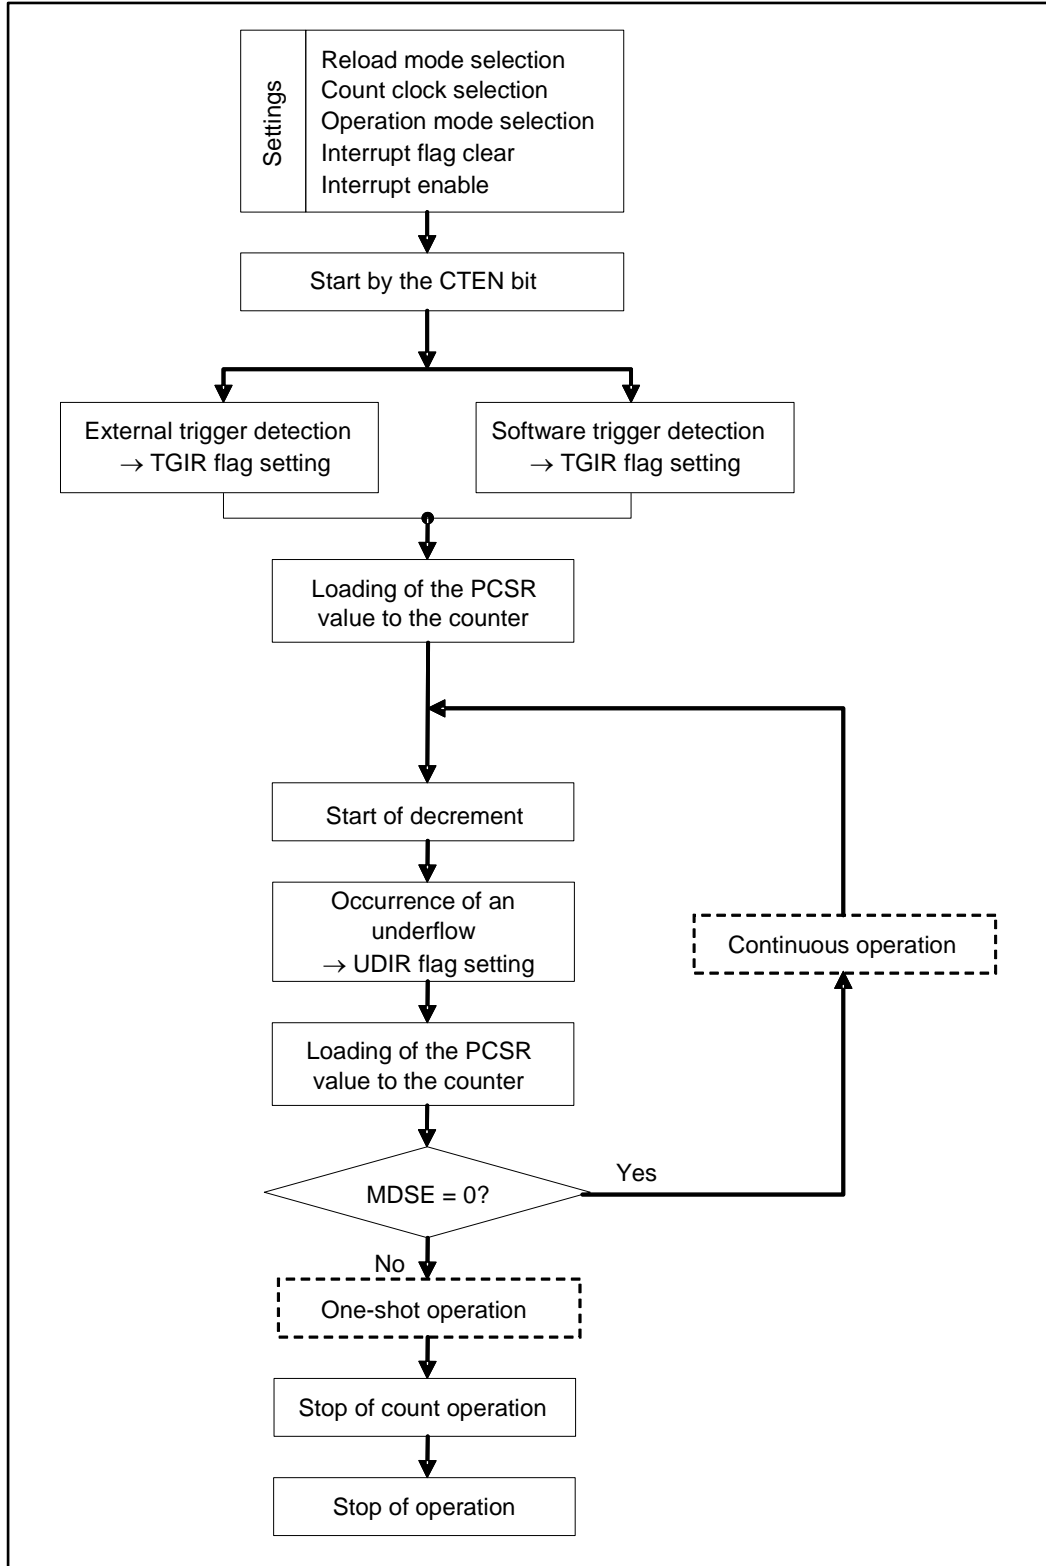 Settings
Reload mode selection
Count clock selection
Operation mode selection
Interrupt flag clear
Interrupt enable
Start by the CTEN bit
External trigger detection
→ TGIR flag setting
Software trigger detection
→ TGIR flag setting
Loading of the PCSR
value to the counter
Start of decrement
Occurrence of an
underflow
→ UDIR flag setting
Continuous operation
Loading of the PCSR
value to the counter
MDSE = 0?
Yes
No
One-shot operation
Stop of count operation
Stop of operation